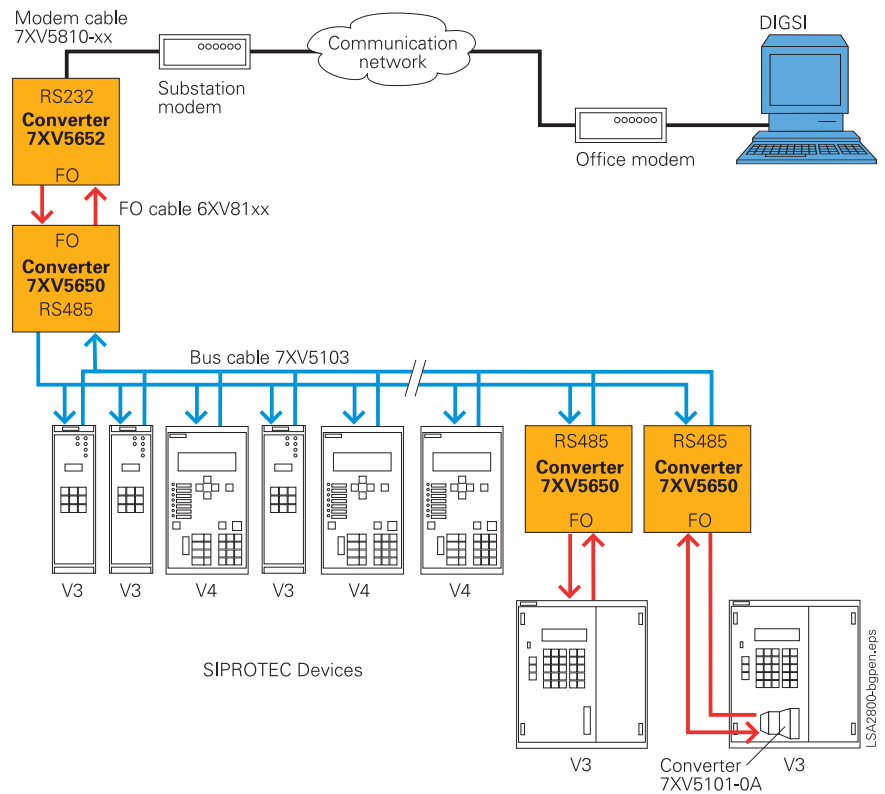 Modem cable
7XV5810-xx
Substation
modem
Communication
network
DIGSI
Office modem
RS232
Converter
7XV5652
FO
FO cable 6XV81xx
FO
Converter
7XV5650
RS485
Bus cable 7XV5103
RS485
Converter
7XV5650
FO
RS485
Converter
7XV5650
FO
V3
V3
V4
V3
V4
V4
SIPROTEC Devices
V3
Converter
7XV5101-0A
V3
LSA2800-bgpen.eps